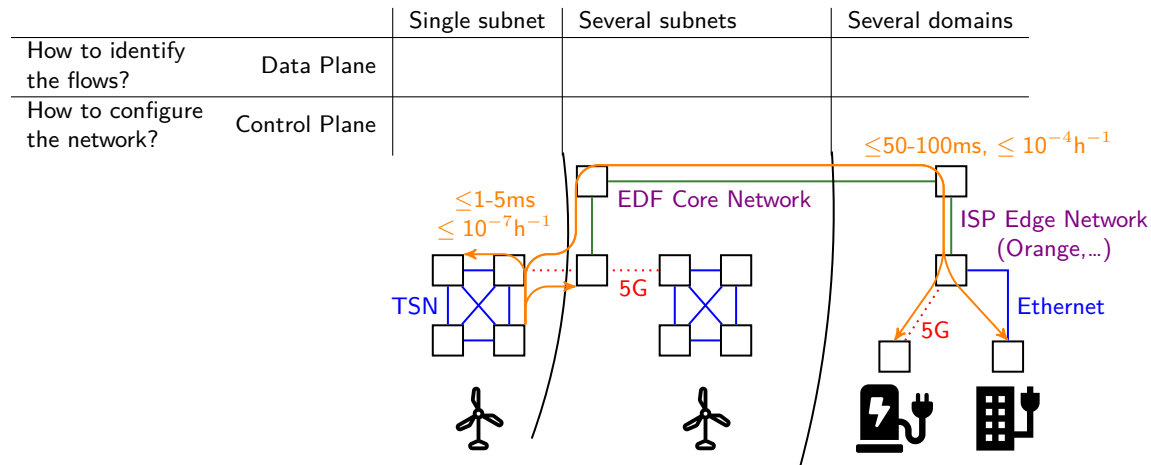 Single subnet
Several subnets
Several domains
How to identify
the flows?
Data Plane
How to configure
the network?
Control Plane
≤50-100ms, ≤ 10⁻⁴h⁻¹
≤1-5ms
≤ 10⁻⁷h⁻¹
EDF Core Network
ISP Edge Network
(Orange,…)
5G
TSN
Ethernet
5G